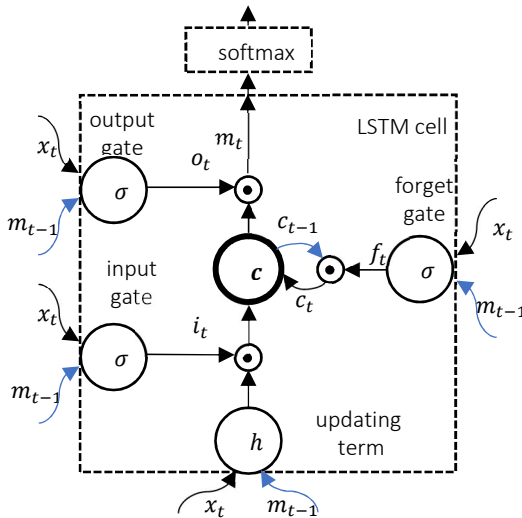 softmax
output
gate
m_t
LSTM cell
x_t
o_t
σ
m_{t-1}
forget
gate
c_{t-1}
x_t
input
gate
c
f_t
σ
c_t
x_t
i_t
m_{t-1}
σ
m_{t-1}
h
updating
term
x_t
m_{t-1}